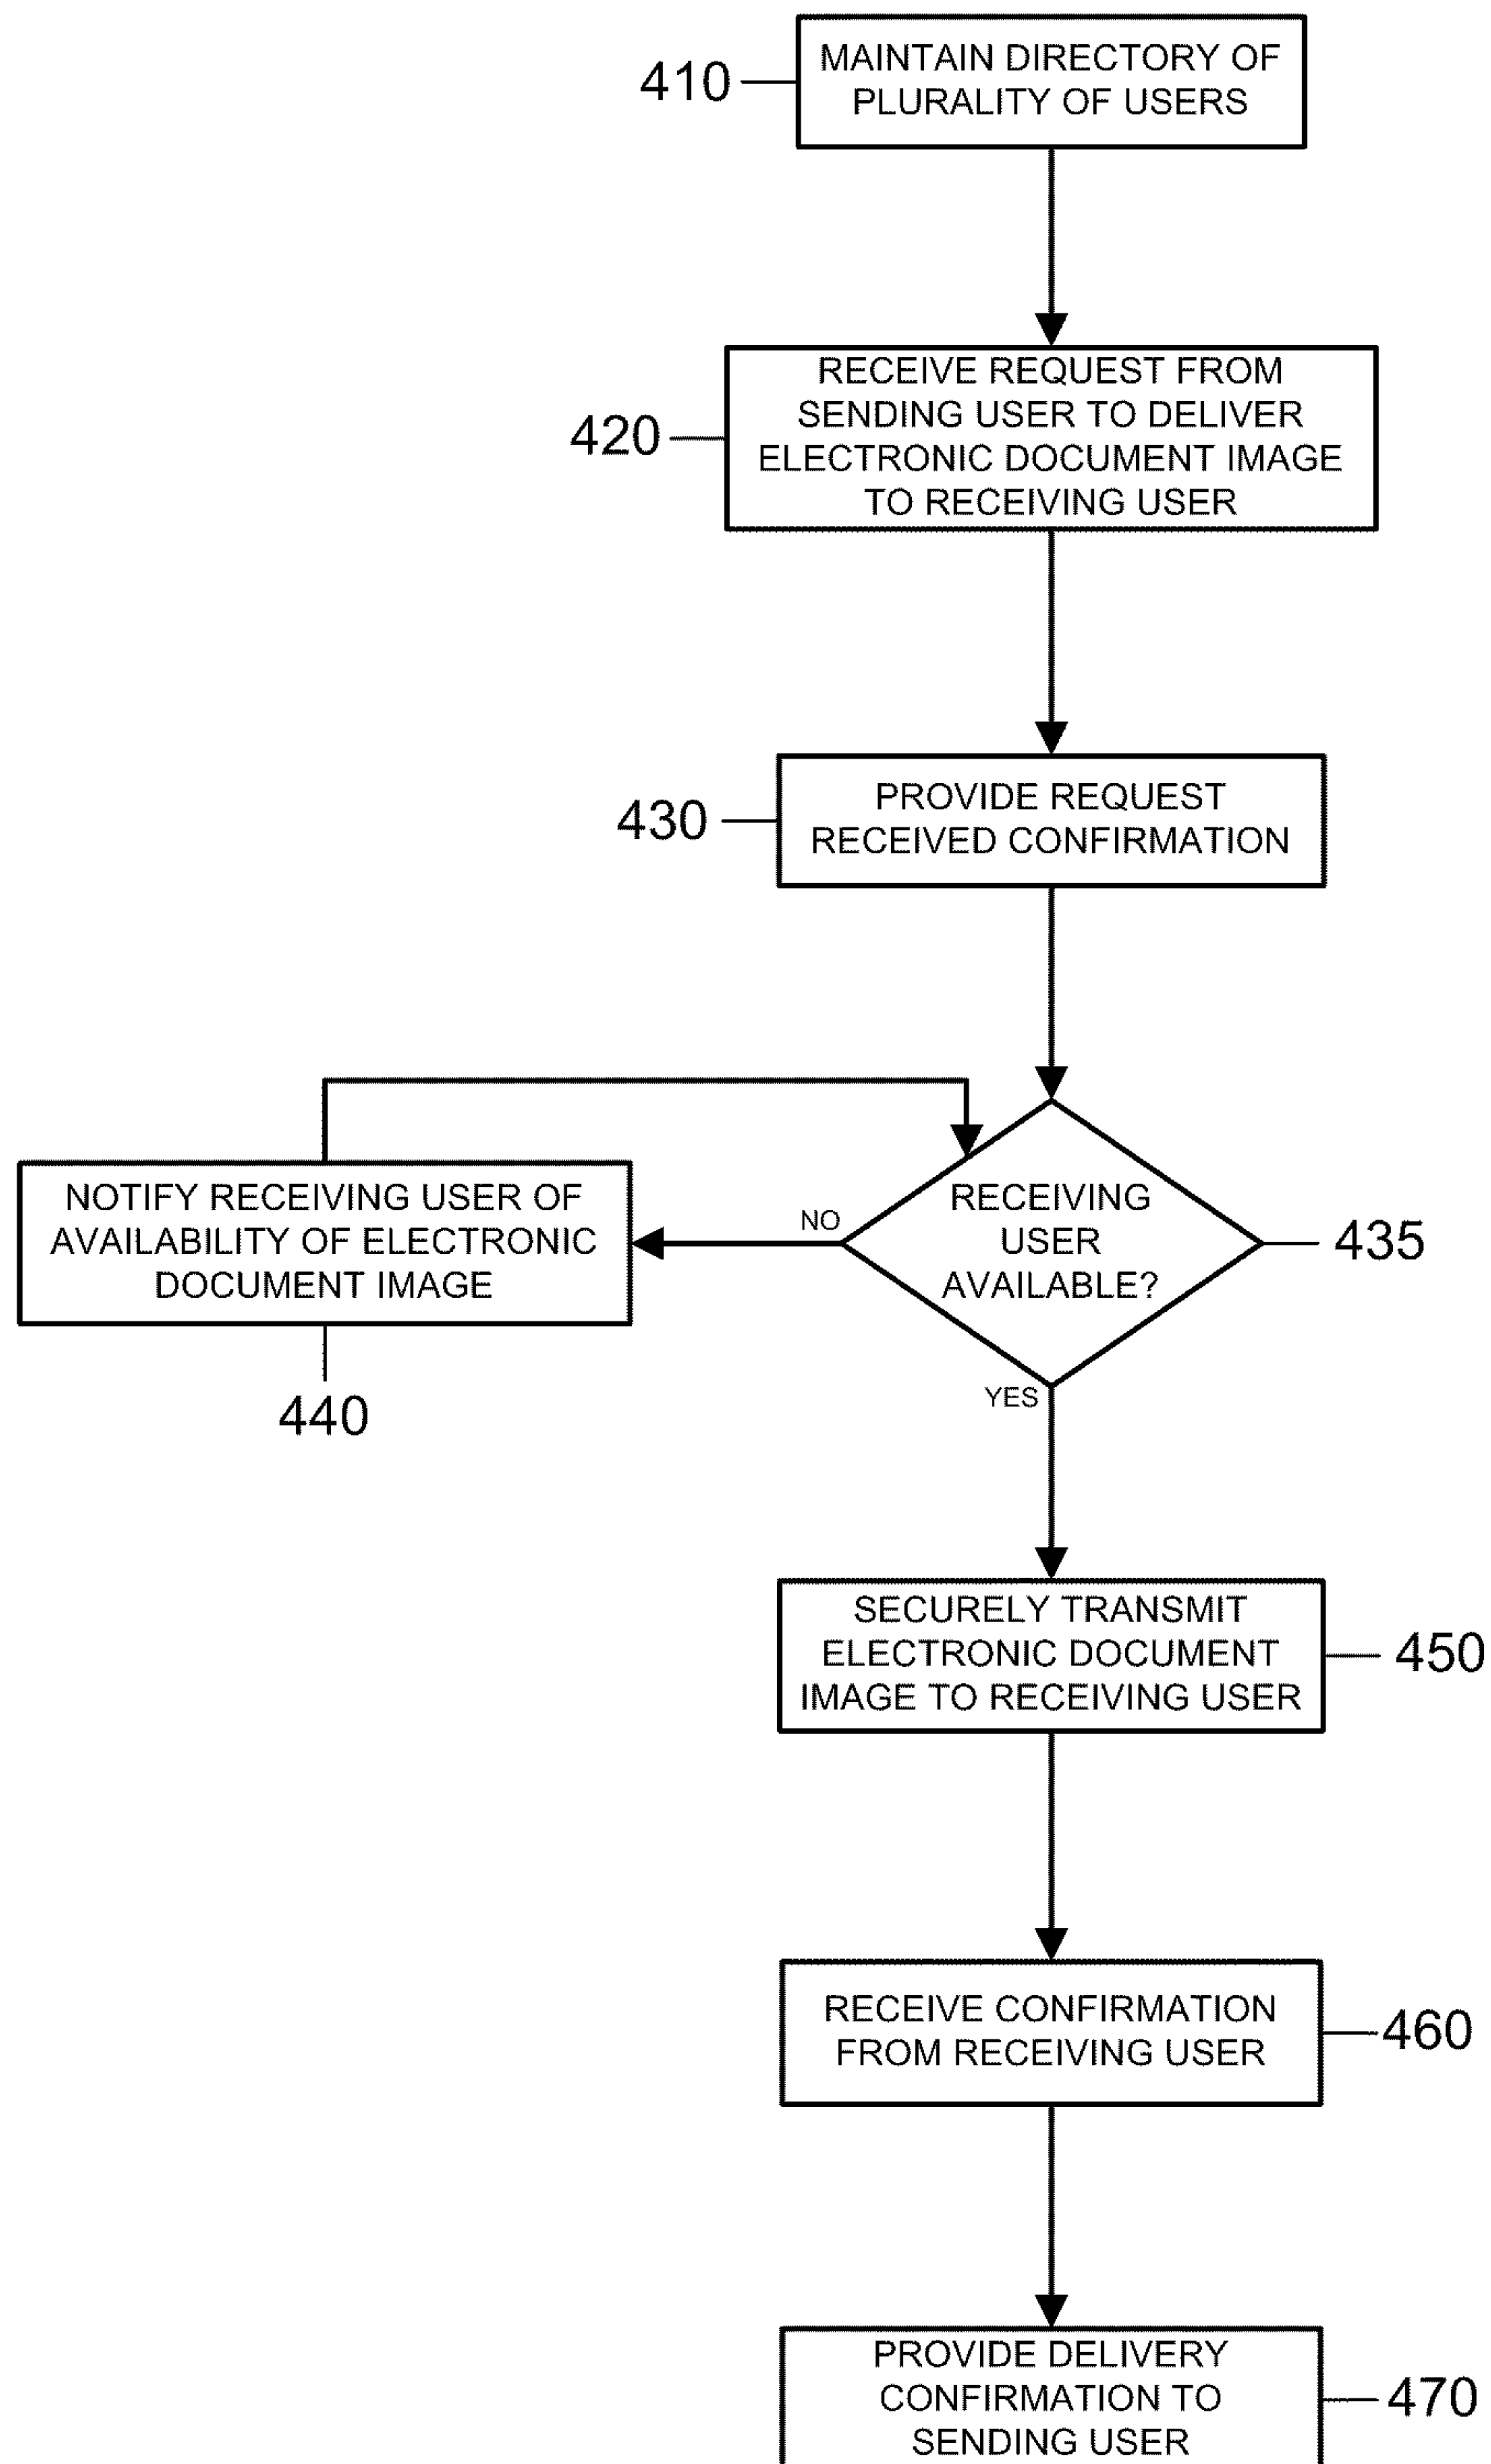 410
MAINTAIN DIRECTORY OF
PLURALITY OF USERS
420
RECEIVE REQUEST FROM
SENDING USER TO DELIVER
ELECTRONIC DOCUMENT IMAGE
TO RECEIVING USER
430
PROVIDE REQUEST
RECEIVED CONFIRMATION
RECEIVING
USER
AVAILABLE?
435
NO
NOTIFY RECEIVING USER OF
AVAILABILITY OF ELECTRONIC
DOCUMENT IMAGE
440
YES
SECURELY TRANSMIT
ELECTRONIC DOCUMENT
IMAGE TO RECEIVING USER
450
RECEIVE CONFIRMATION
FROM RECEIVING USER
460
PROVIDE DELIVERY
CONFIRMATION TO
SENDING USER
470